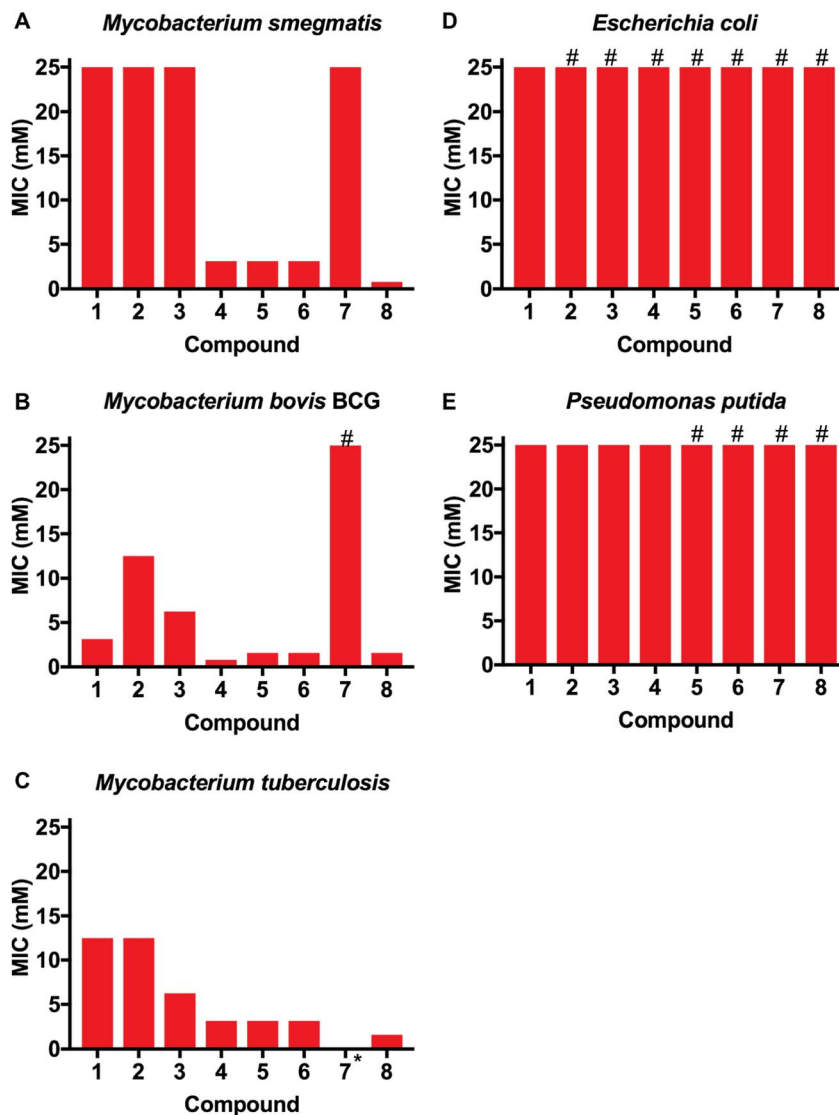 A
Mycobacterium smegmatis
25
20
15
10
5
0
MIC (mM)
1 2 3 4 5 6 7 8
Compound
B
Mycobacterium bovis BCG
#
25
20
15
10
5
0
MIC (mM)
1 2 3 4 5 6 7 8
Compound
C
Mycobacterium tuberculosis
25
20
15
10
5
0
MIC (mM)
1 2 3 4 5 6 7* 8
Compound
D
Escherichia coli
# # # # # # #
25
20
15
10
5
0
MIC (mM)
1 2 3 4 5 6 7 8
Compound
E
Pseudomonas putida
# # # #
25
20
15
10
5
0
MIC (mM)
1 2 3 4 5 6 7 8
Compound